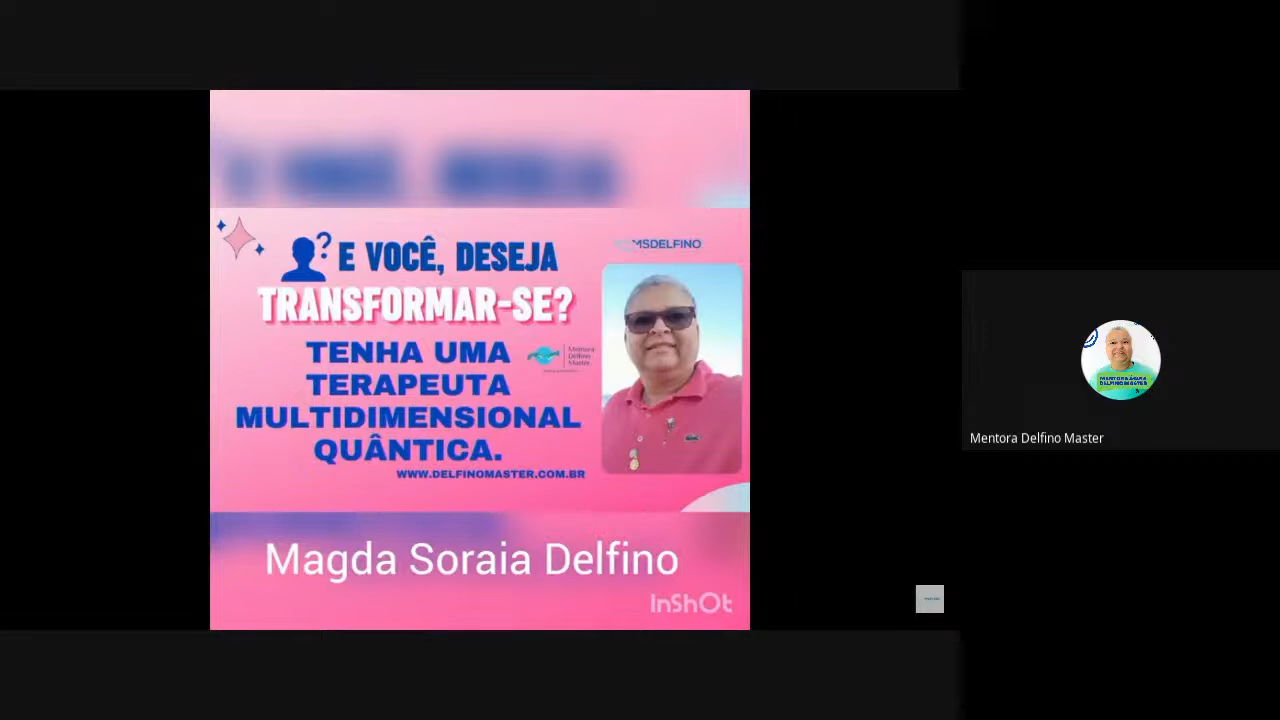 E VOCÊ, DESEJA
TRANSFORMAR-SE?
TENHA UMA
TERAPEUTA
MULTIDIMENSIONAL
QUÂNTICA.
WWW.DELFINOMASTER.COM.BR
MSDELFINO
Mentora
Delfino
Master
Magda Soraia Delfino
InShOt
Mentora Delfino Master